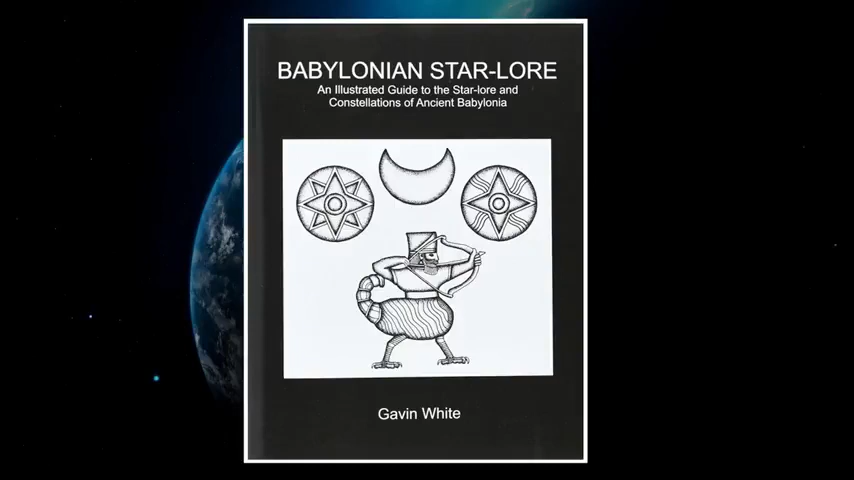 BABYLONIAN STAR-LORE
An Illustrated Guide to the Star-lore and
Constellations of Ancient Babylonia
Gavin White